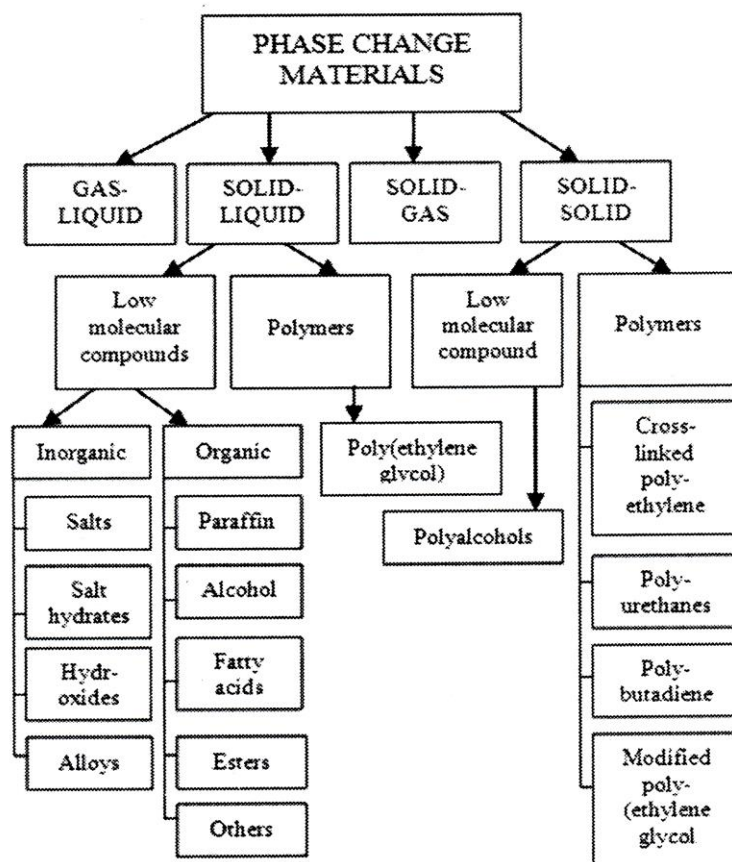 PHASE CHANGE
MATERIALS
GAS-
LIQUID
SOLID-
LIQUID
SOLID-
GAS
SOLID-
SOLID
Low
molecular
compounds
Polymers
Low
molecular
compound
Polymers
Inorganic
Organic
Poly(ethylene
glycol)
Polyalcohols
Salts
Salt
hydrates
Hydr-
oxides
Alloys
Paraffin
Alcohol
Fatty
acids
Esters
Others
Cross-
linked
poly-
ethylene
Poly-
urethanes
Poly-
butadiene
Modified
poly-
(ethylene
glycol